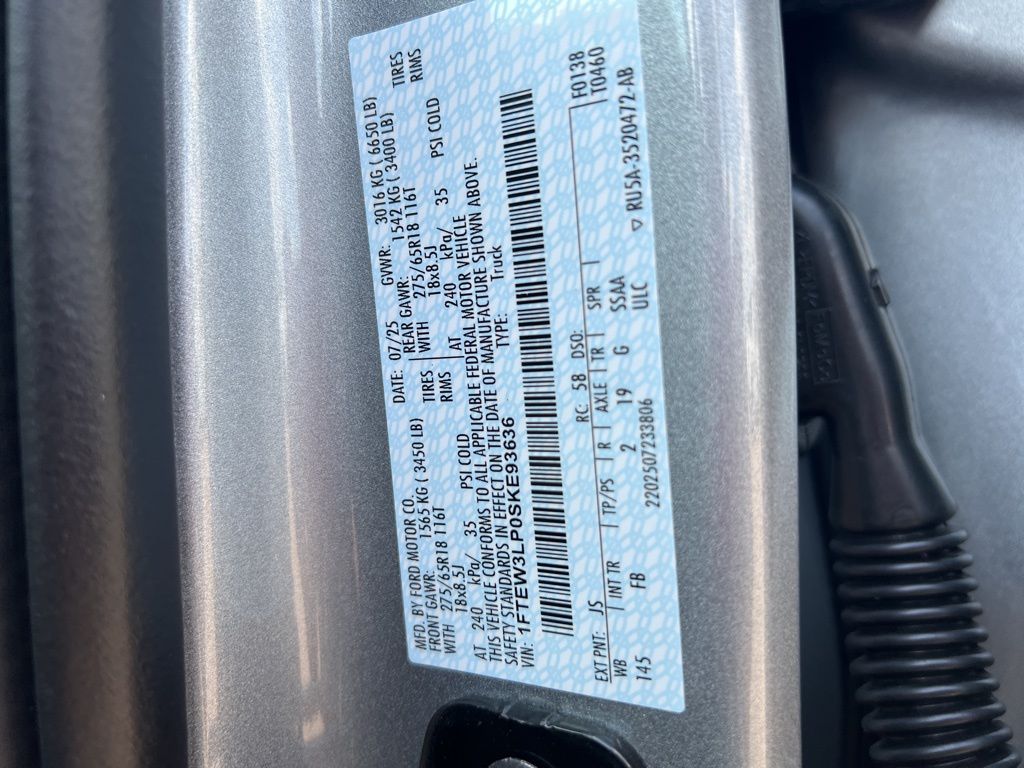 MFD. BY FORD MOTOR CO.
DATE: 07/25 GVWR: 3016 KG ( 6650 LB)
FRONT GAWR: 1565 KG ( 3450 LB)
REAR GAWR: 1542 KG ( 3400 LB)
WITH 275/65R18 116T TIRES
WITH 275/65R18 116T TIRES
18x8.5J RIMS
18x8.5J RIMS
AT 240 kPa/ 35 PSI COLD
AT 240 kPa/ 35 PSI COLD
THIS VEHICLE CONFORMS TO ALL APPLICABLE FEDERAL MOTOR VEHICLE
SAFETY STANDARDS IN EFFECT ON THE DATE OF MANUFACTURE SHOWN ABOVE.
VIN: 1FTEW3LP0SKE93636 TYPE: Truck
F0138
T0460
EXT PNT: JS RC: 58 DSO:
WB INT TR TP/PS R AXLE TR SPR
145 FB 2 19 G SSAA
2202507233806 ULC
RU5A-3520472-AB